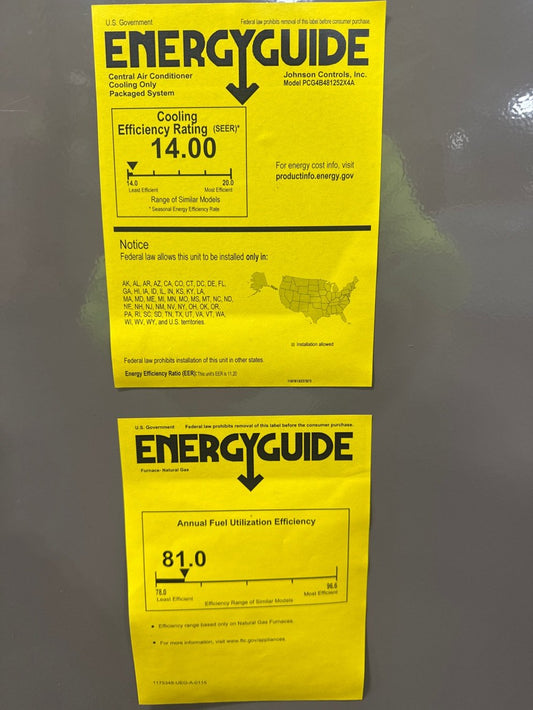 U.S. Government Federal law prohibits removal of this label before consumer purchase.
ENERGYGUIDE
Central Air Conditioner
Cooling Only
Packaged System
Johnson Controls, Inc.
Model PCG4B481252X4A
Cooling
Efficiency Rating (SEER)*
14.00
14.0 20.0
Least Efficient Most Efficient
Range of Similar Models
* Seasonal Energy Efficiency Rate
For energy cost info, visit
productinfo.energy.gov
Notice
Federal law allows this unit to be installed only in:
AK, AL, AR, AZ, CA, CO, CT, DC, DE, FL,
GA, HI, IA, ID, IL, IN, KS, KY, LA,
MA, MD, ME, MI, MN, MO, MS, MT, NC, ND,
NE, NH, NJ, NM, NV, NY, OH, OK, OR,
PA, RI, SC, SD, TN, TX, UT, VA, VT, WA,
WI, WV, WY, and U.S. territories.
Installation allowed
Federal law prohibits installation of this unit in other states.
Energy Efficiency Ratio (EER): This unit's EER is 11.20
U.S. Government Federal law prohibits removal of this label before the consumer purchase.
ENERGYGUIDE
Furnace- Natural Gas
Annual Fuel Utilization Efficiency
81.0
78.0 96.6
Least Efficient Most Efficient
Efficiency Range of Similar Models
• Efficiency range based only on Natural Gas Furnaces.
• For more information, visit www.ftc.gov/appliances.
1175348-UEG-A-0115